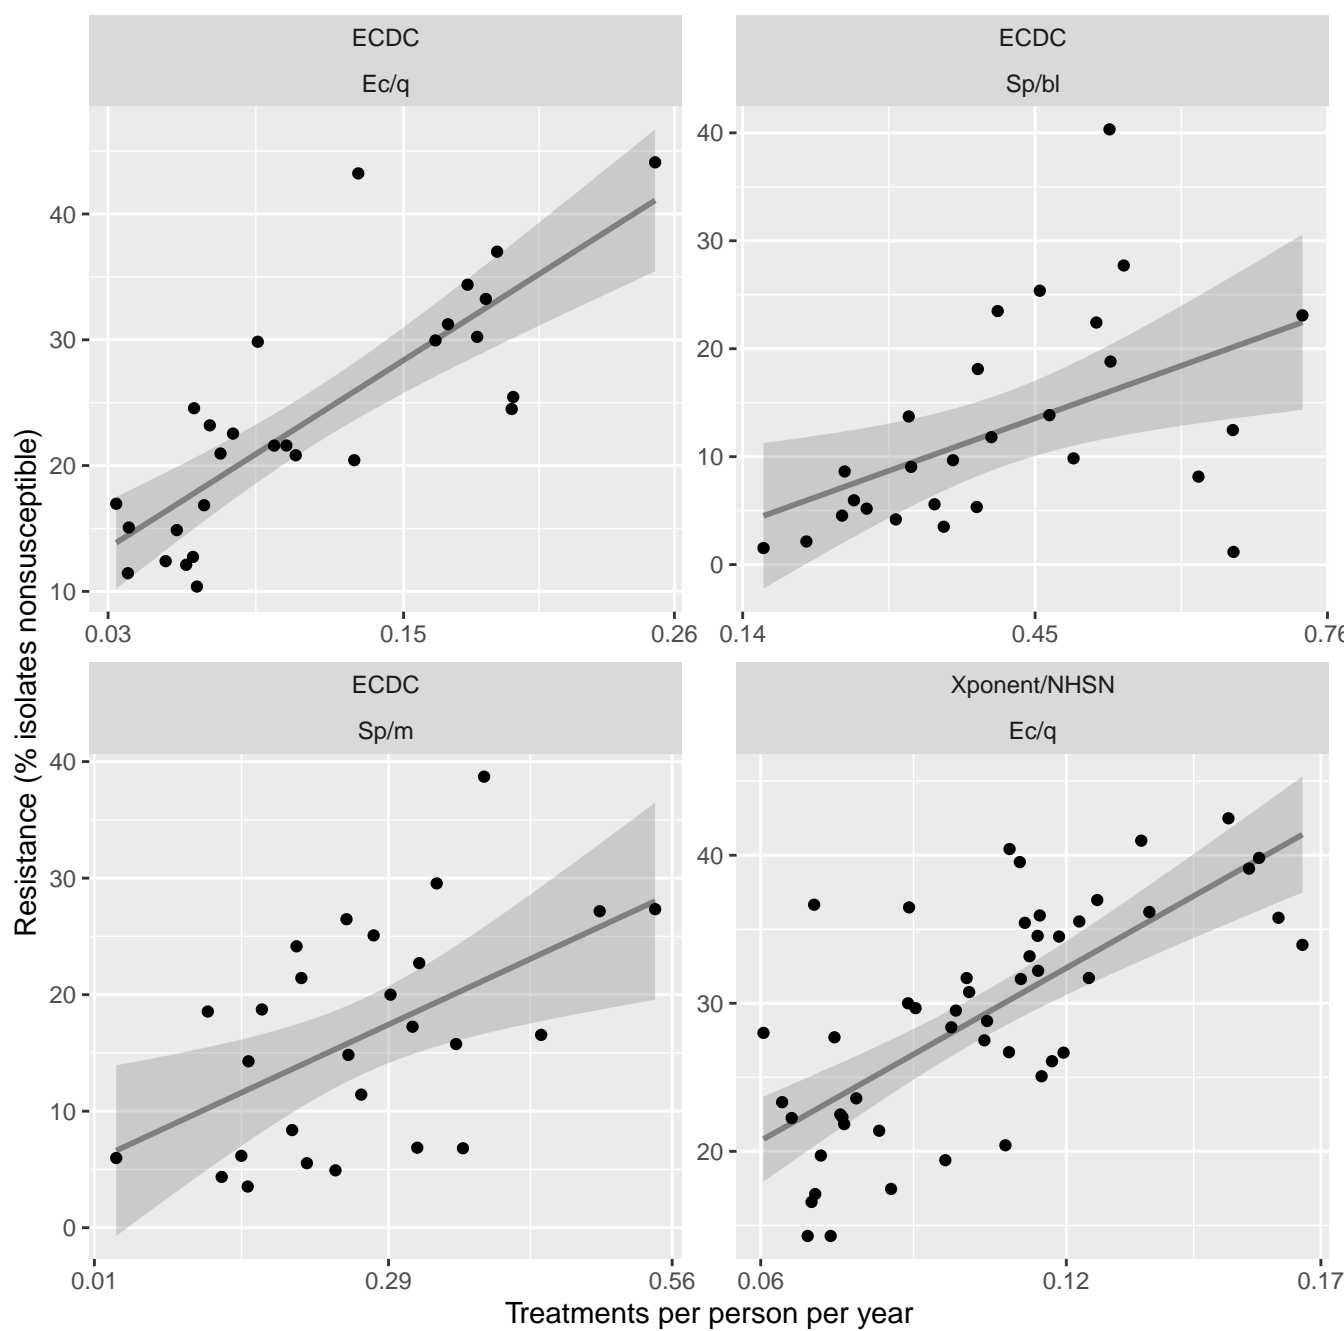 ECDC
Ec/q
ECDC
Sp/bl
40
30
20
10
40
30
20
10
0
0.03 0.15 0.26
0.14 0.45 0.76
ECDC
Sp/m
Xponent/NHSN
Ec/q
40
30
20
10
0
40
30
20
0.01 0.29 0.56
0.06 0.12 0.17
Treatments per person per year
Resistance (% isolates nonsusceptible)